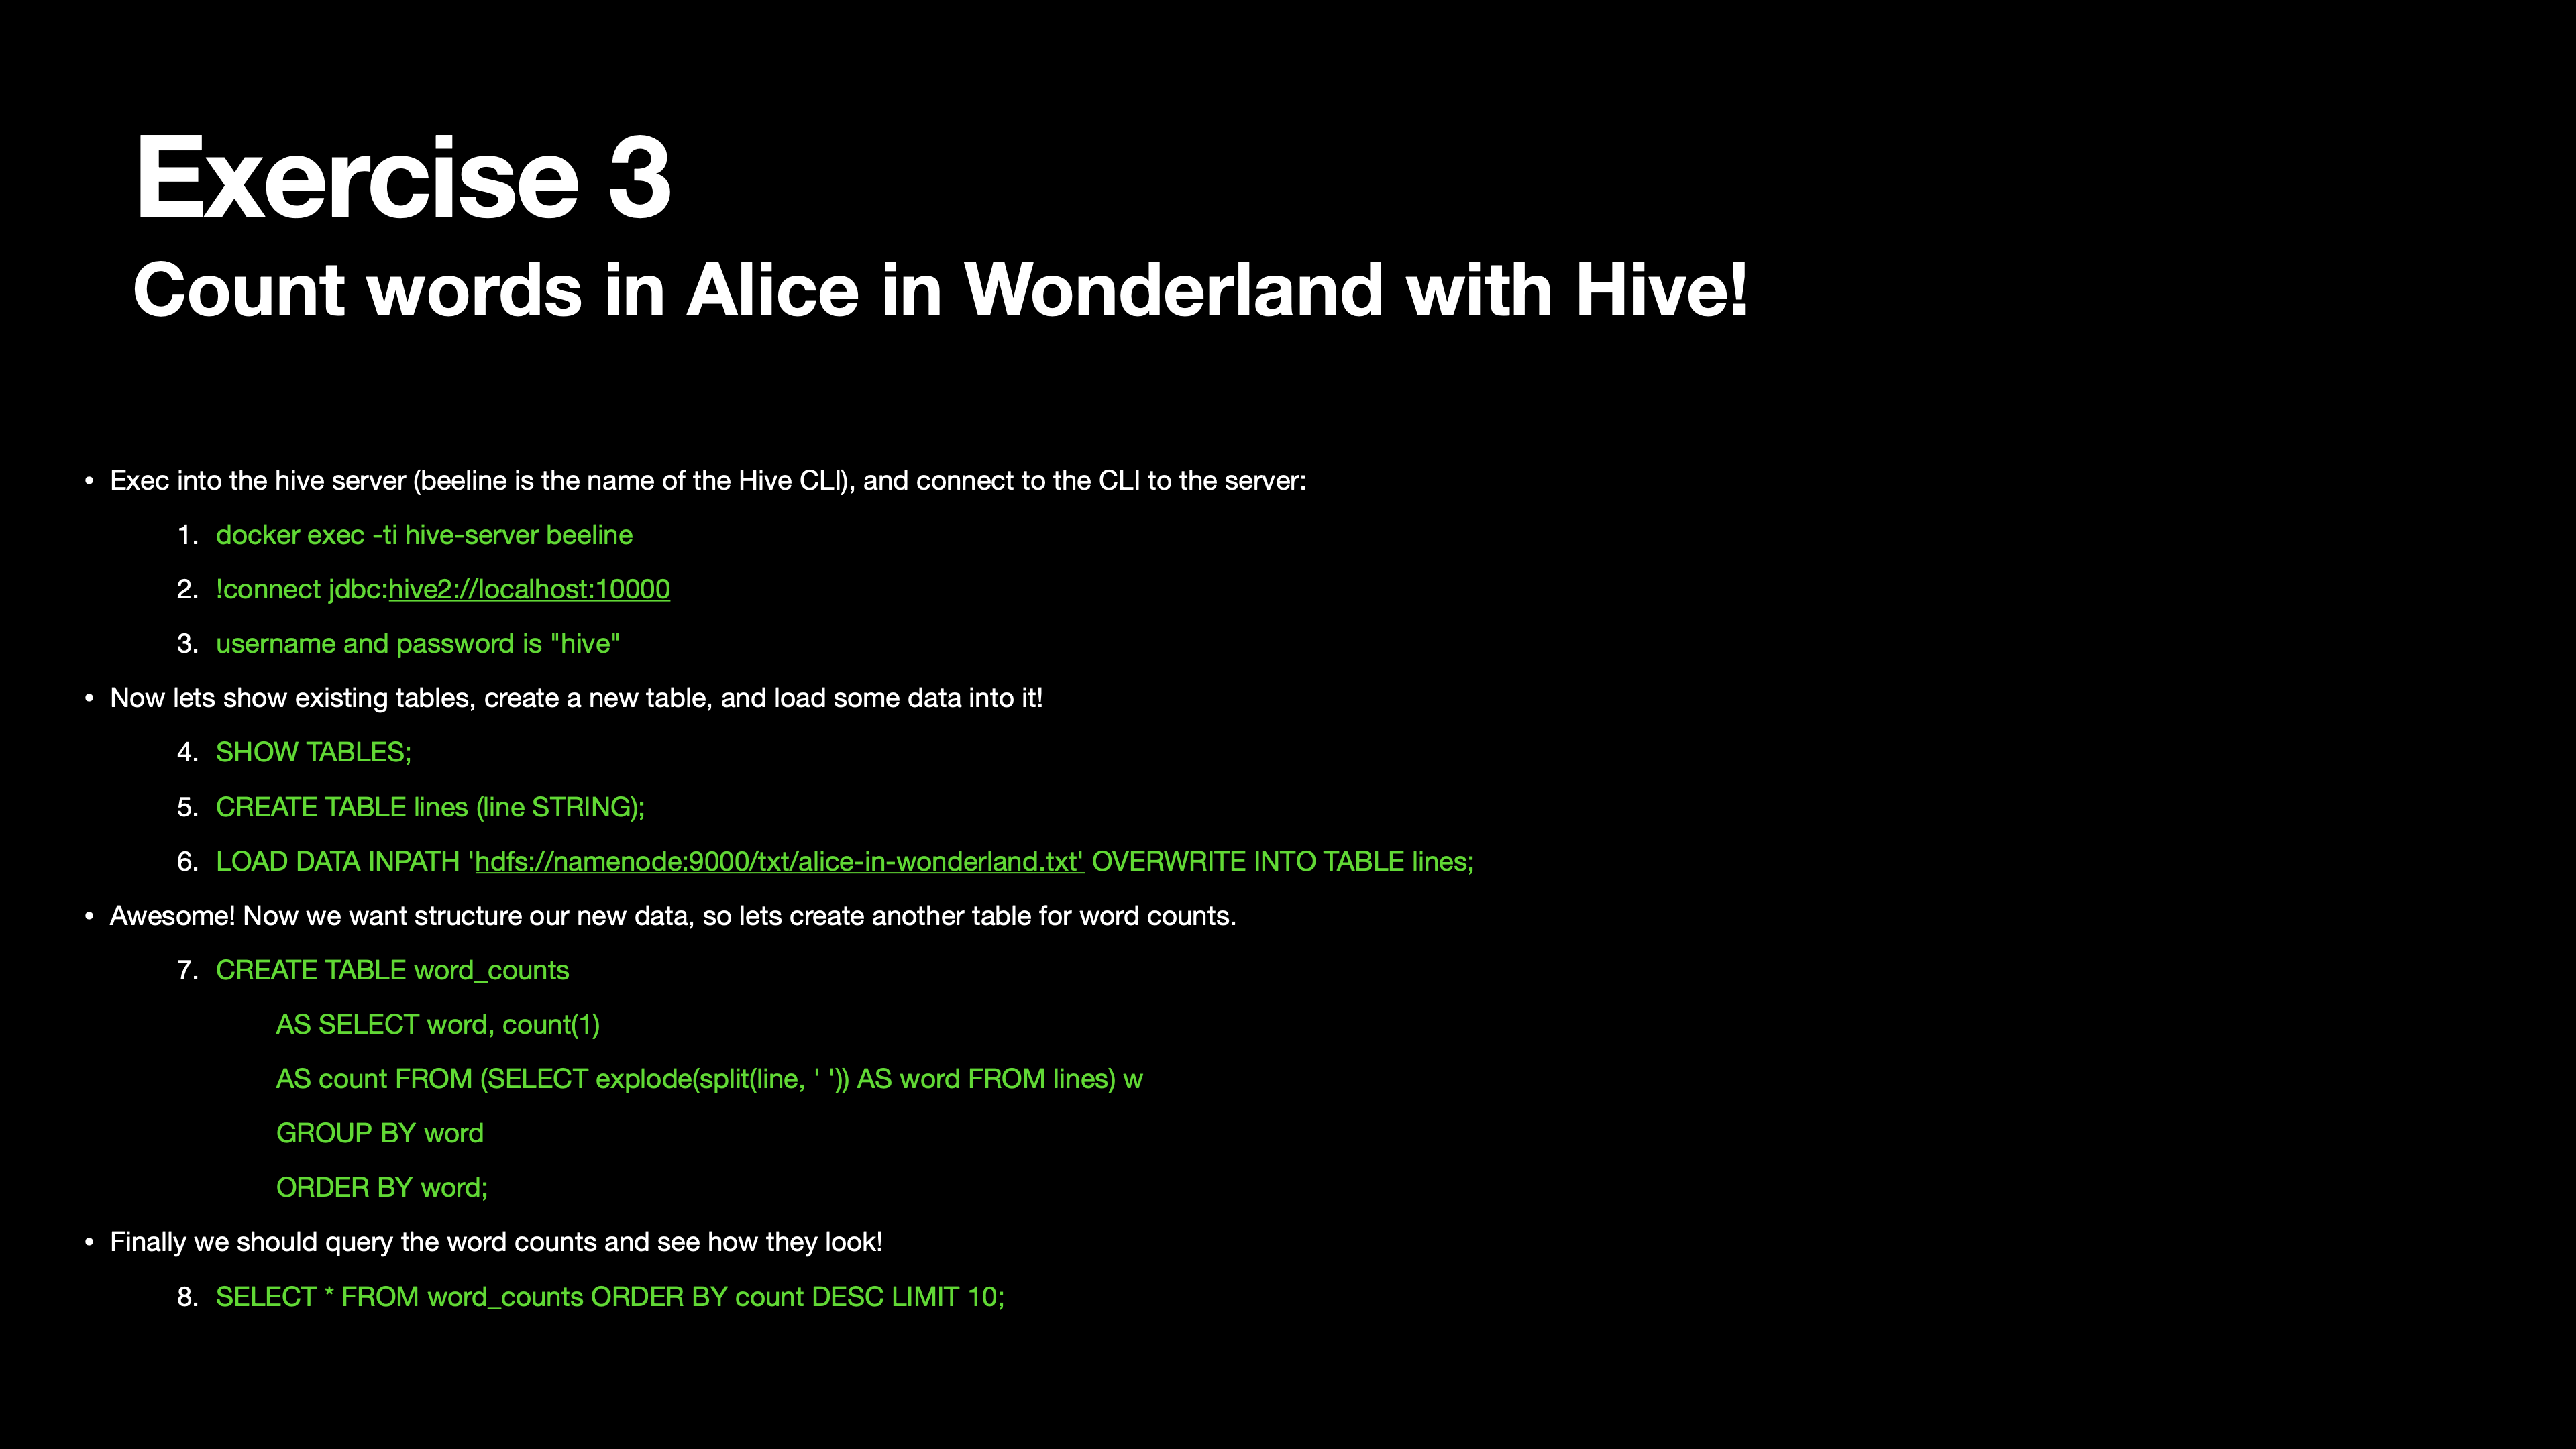 Exercise 3
Count words in Alice in Wonderland with Hive!
• Exec into the hive server (beeline is the name of the Hive CLI), and connect to the CLI to the server:
1. docker exec -ti hive-server beeline
2. !connect jdbc:hive2://localhost:10000
3. username and password is "hive"
• Now lets show existing tables, create a new table, and load some data into it!
4. SHOW TABLES;
5. CREATE TABLE lines (line STRING);
6. LOAD DATA INPATH 'hdfs://namenode:9000/txt/alice-in-wonderland.txt' OVERWRITE INTO TABLE lines;
• Awesome! Now we want structure our new data, so lets create another table for word counts.
7. CREATE TABLE word_counts
AS SELECT word, count(1)
AS count FROM (SELECT explode(split(line, ' ')) AS word FROM lines) w
GROUP BY word
ORDER BY word;
• Finally we should query the word counts and see how they look!
8. SELECT * FROM word_counts ORDER BY count DESC LIMIT 10;